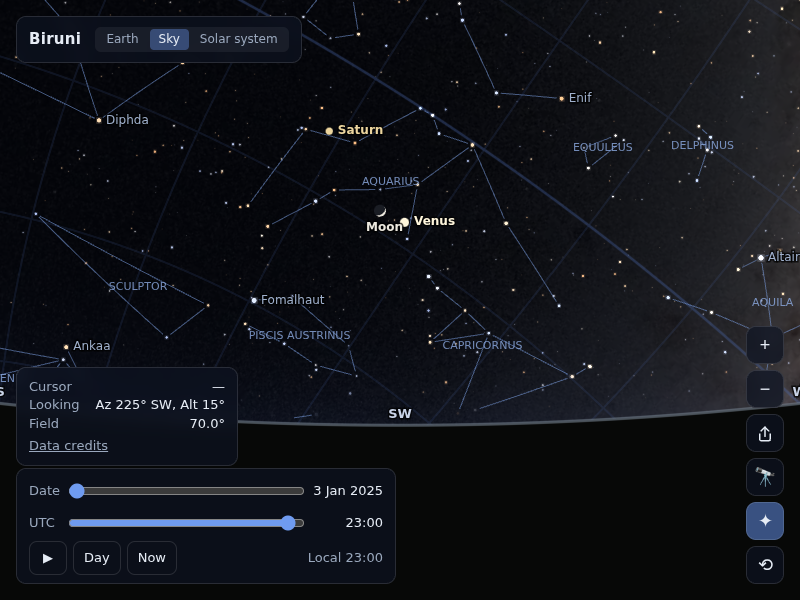 Biruni Earth Sky Solar system
Enif
Diphda
Saturn
EQUULEUS
DELPHINUS
AQUARIUS
Moon
Venus
Altair
SCULPTOR
Fomalhaut
AQUILA
PISCIS AUSTRINUS
CAPRICORNUS
Ankaa
S
SW
W
Cursor —
Looking Az 225° SW, Alt 15°
Field 70.0°
Data credits
Date 3 Jan 2025
UTC 23:00
▶ Day Now Local 23:00
+
−